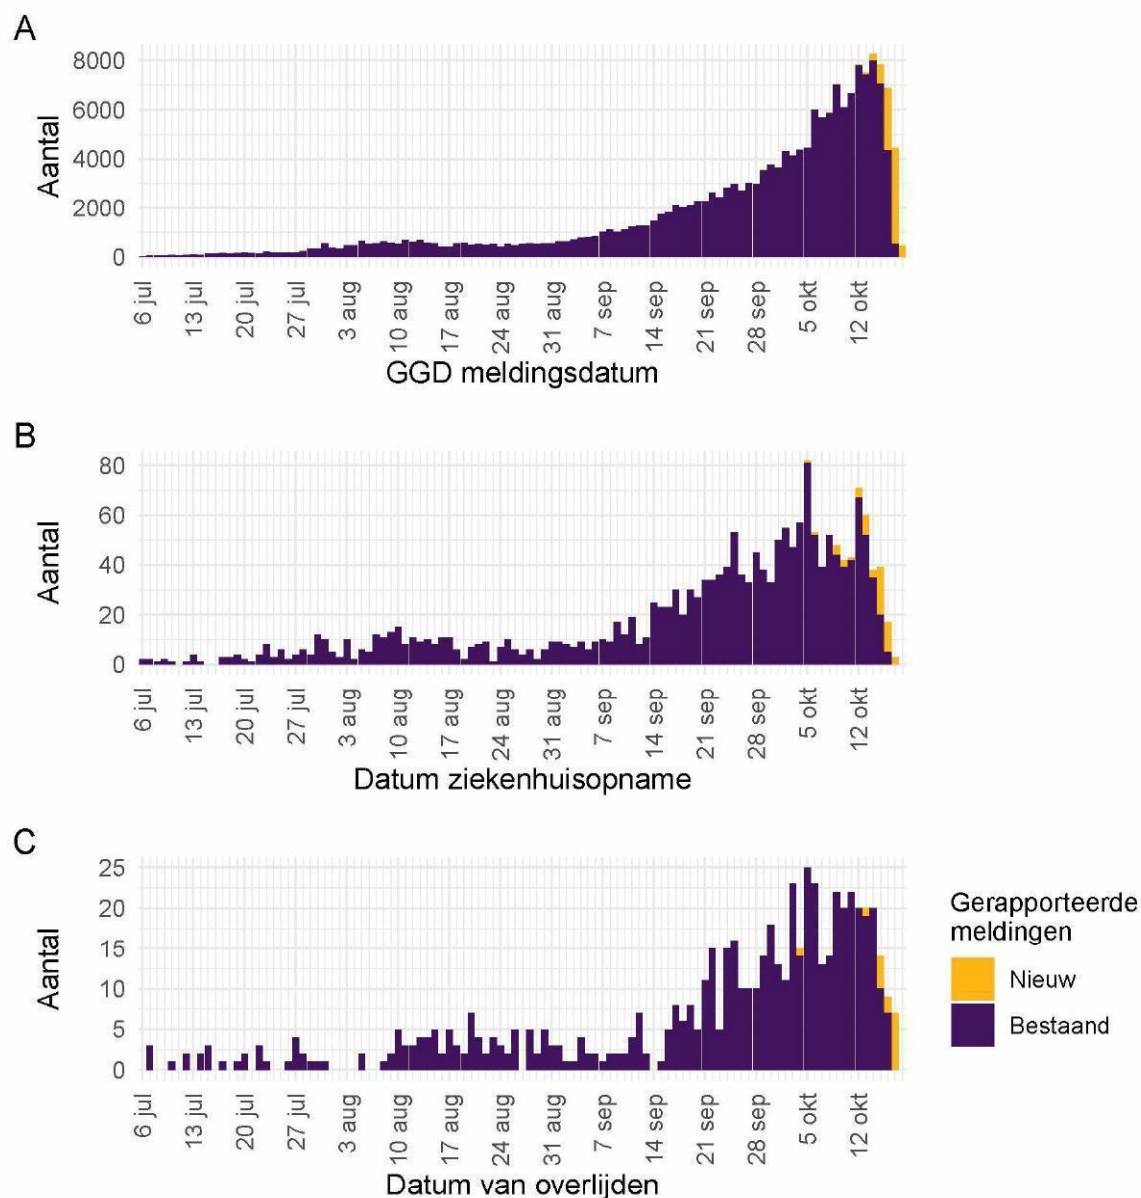 A
8000
6000
4000
2000
0
Aantal
6 jul
13 jul
20 jul
27 jul
3 aug
10 aug
17 aug
24 aug
31 aug
7 sep
14 sep
21 sep
28 sep
5 okt
12 okt
GGD meldingsdatum
B
80
60
40
20
0
Aantal
6 jul
13 jul
20 jul
27 jul
3 aug
10 aug
17 aug
24 aug
31 aug
7 sep
14 sep
21 sep
28 sep
5 okt
12 okt
Datum ziekenhuisopname
C
25
20
15
10
5
0
Aantal
6 jul
13 jul
20 jul
27 jul
3 aug
10 aug
17 aug
24 aug
31 aug
7 sep
14 sep
21 sep
28 sep
5 okt
12 okt
Datum van overlijden
Gerapporteerde
meldingen
Nieuw
Bestaand